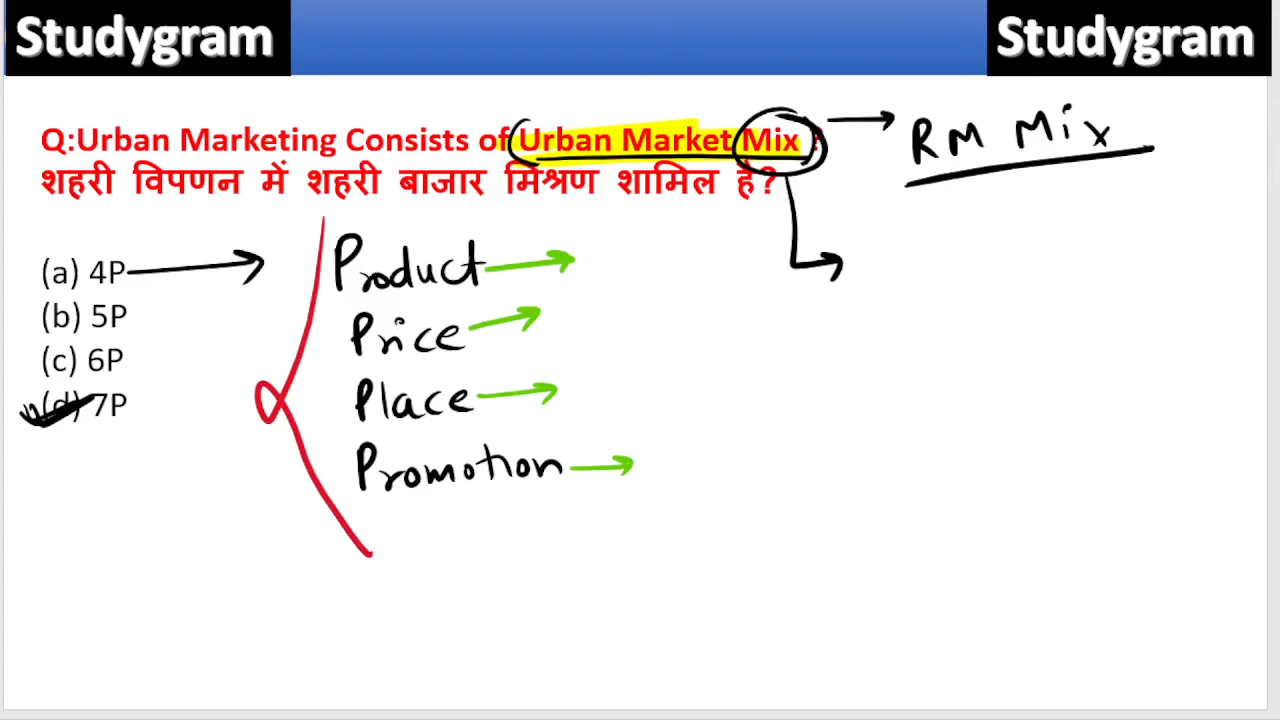 Studygram
Studygram
Q:Urban Marketing Consists of Urban Market Mix ?
शहरी विपणन में शहरी बाजार मिश्रण शामिल है?
RM Mix
(a) 4P
(b) 5P
(c) 6P
(d) 7P
Product
Price
Place
Promotion